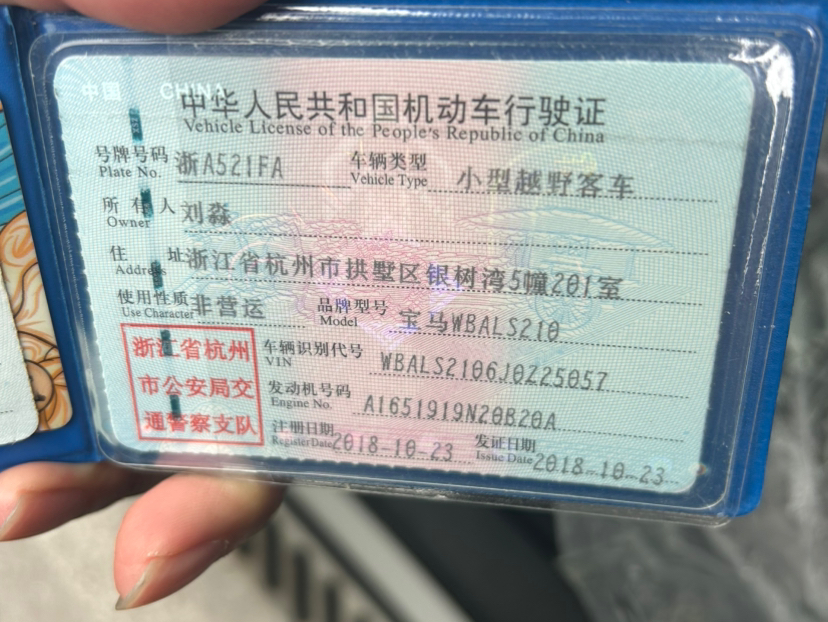 中国 CHINA
中华人民共和国机动车行驶证
Vehicle License of the People's Republic of China
号牌号码 浙A521FA 车辆类型 小型越野客车
Plate No. Vehicle Type
所有人 刘淼
Owner
住址 浙江省杭州市拱墅区银树湾5幢201室
Address
使用性质 非营运 品牌型号 宝马WBALS210
Use Character Model
浙江省杭州 车辆识别代号 WBALS2106J0Z25057
VIN
市公安局交 发动机号码 A1651919N20B20A
Engine No.
通警察支队 注册日期 2018-10-23 发证日期 2018-10-23
Register Date Issue Date